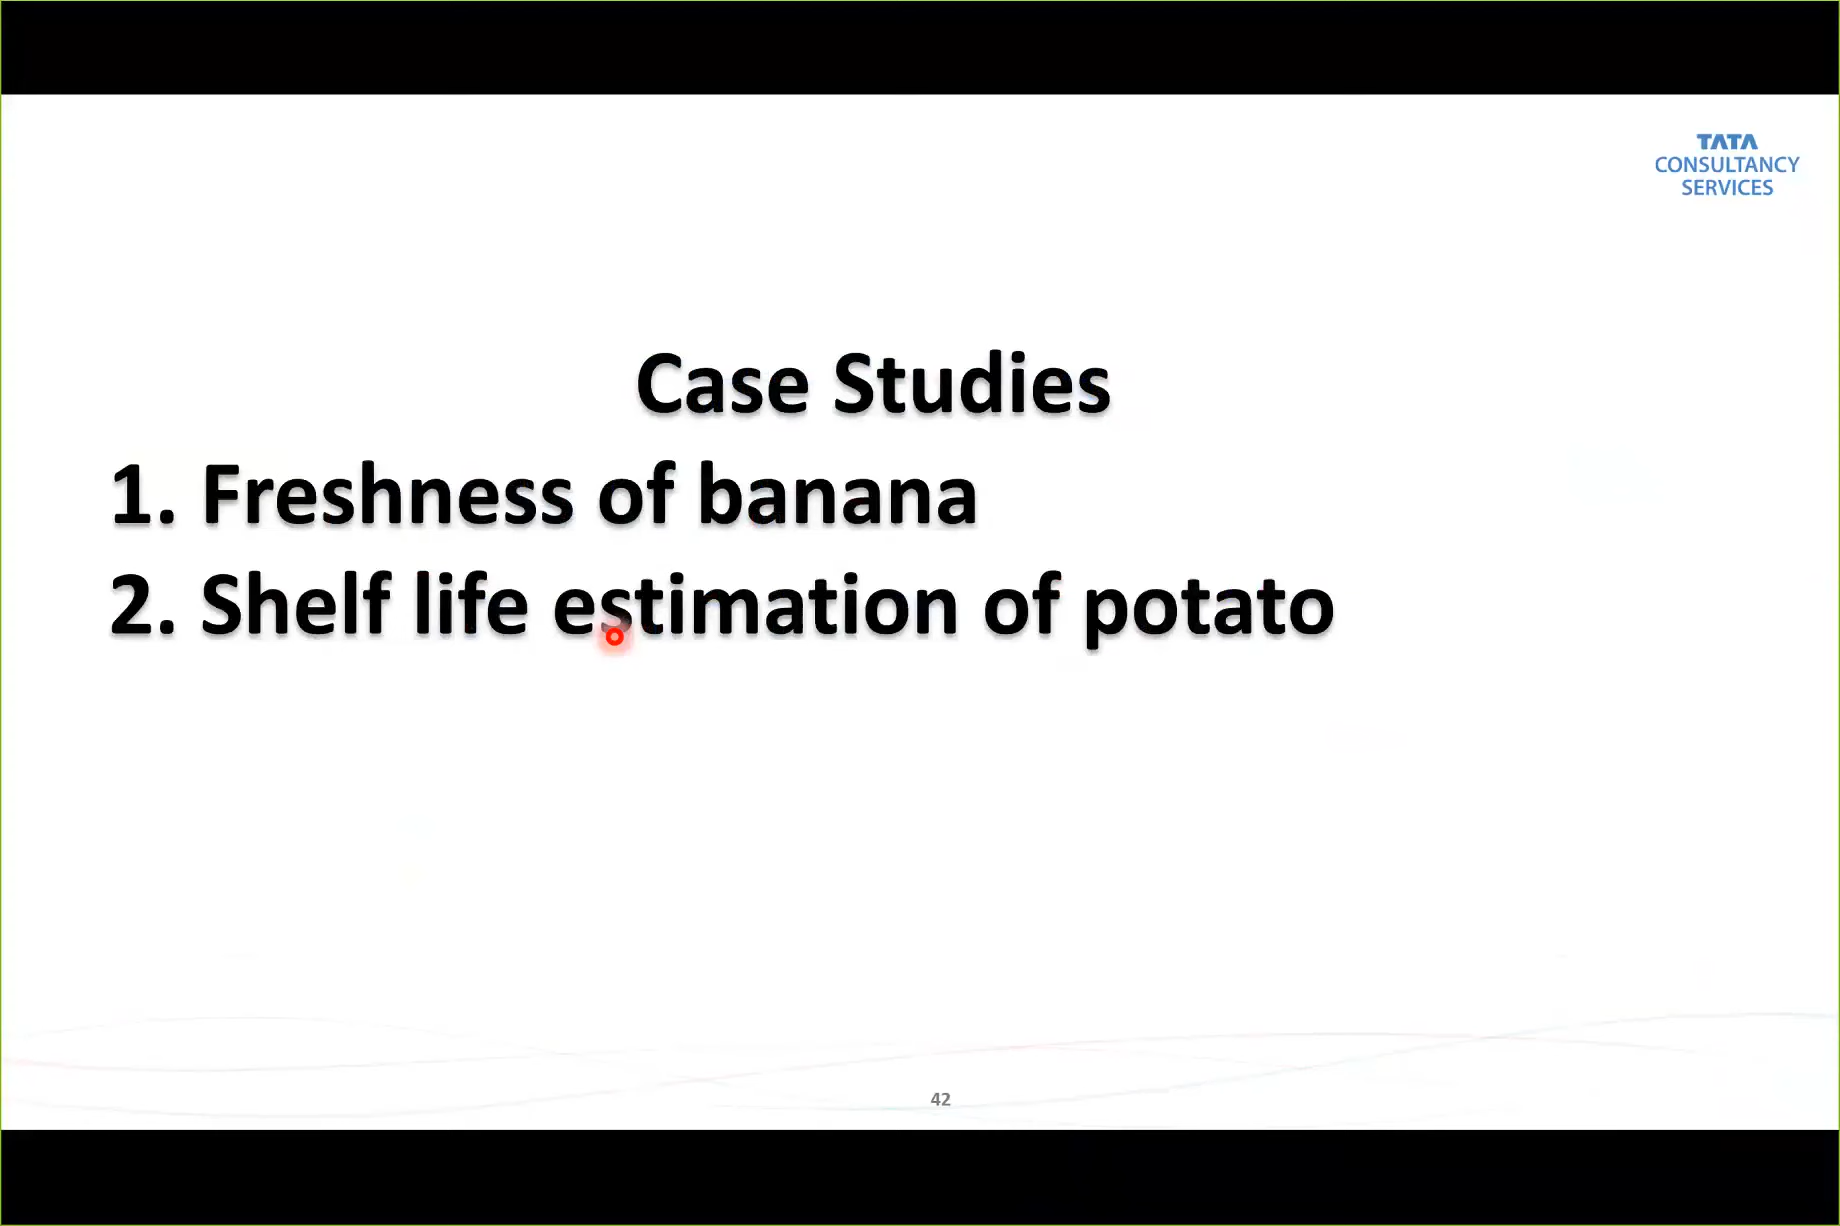 TATA
CONSULTANCY
SERVICES
Case Studies
1. Freshness of banana
2. Shelf life estimation of potato
42